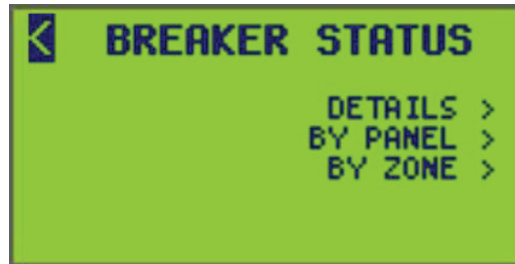 < BREAKER STATUS
DETAILS >
BY PANEL >
BY ZONE >